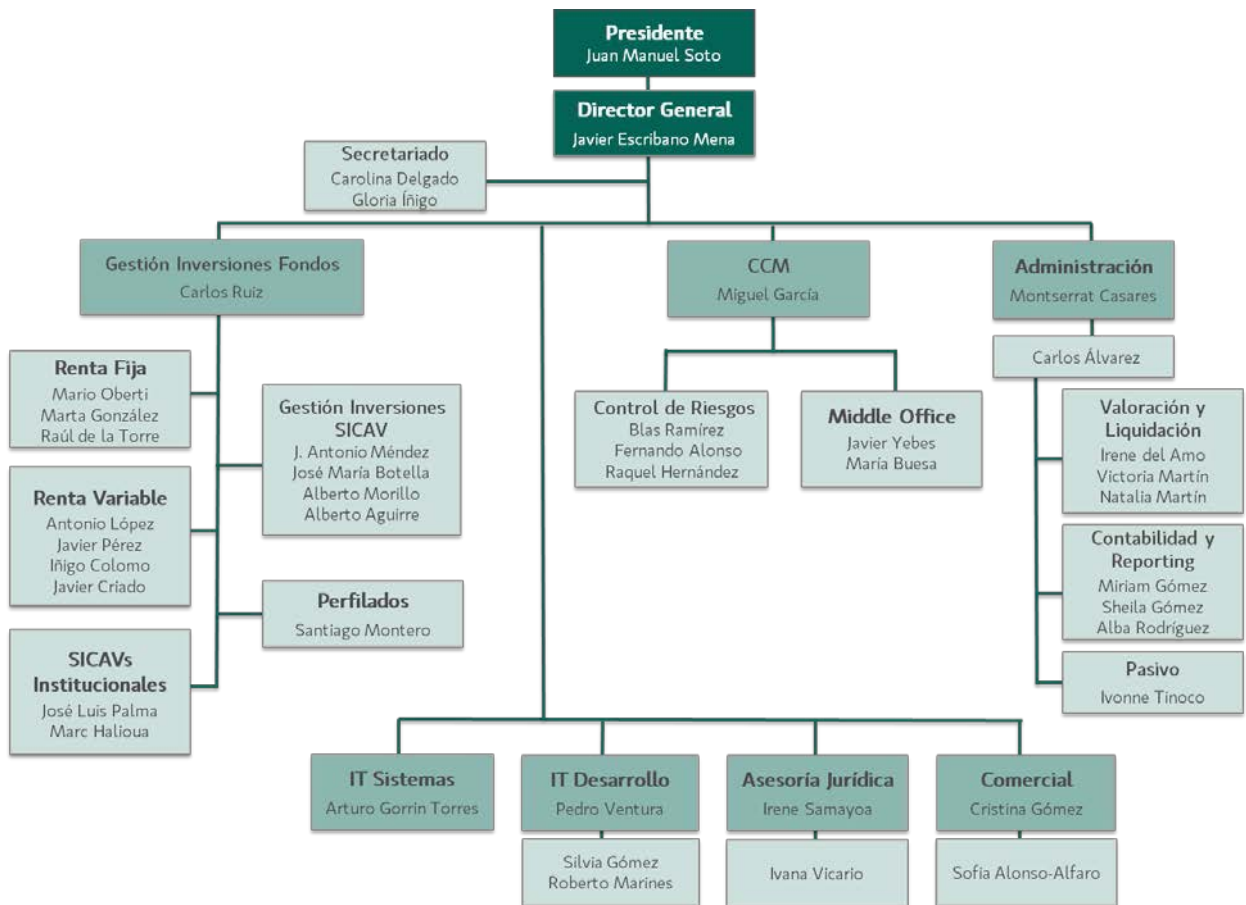 Presidente
Juan Manuel Soto
Director General
Javier Escribano Mena
Secretariado
Carolina Delgado
Gloria Íñigo
Gestión Inversiones Fondos
Carlos Ruiz
CCM
Miguel García
Administración
Montserrat Casares
Carlos Álvarez
Renta Fija
Mario Oberti
Marta González
Raúl de la Torre
Gestión Inversiones
SICAV
J. Antonio Méndez
José María Botella
Alberto Morillo
Alberto Aguirre
Control de Riesgos
Blas Ramírez
Fernando Alonso
Raquel Hernández
Middle Office
Javier Yebes
María Buesa
Valoración y
Liquidación
Irene del Amo
Victoria Martín
Natalia Martín
Renta Variable
Antonio López
Javier Pérez
Iñigo Colomo
Javier Criado
Contabilidad y
Reporting
Miriam Gómez
Sheila Gómez
Alba Rodríguez
Perfilados
Santiago Montero
SICAVs
Institucionales
José Luis Palma
Marc Halioua
Pasivo
Ivonne Tinoco
IT Sistemas
Arturo Gorrin Torres
IT Desarrollo
Pedro Ventura
Silvia Gómez
Roberto Marines
Asesoría Jurídica
Irene Samayoa
Ivana Vicario
Comercial
Cristina Gómez
Sofia Alonso-Alfaro